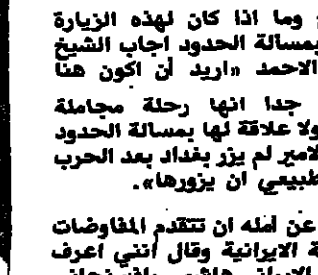 وما اذا كان لهذه الزيارة
بمسالة الحدود اجاب الشيخ
الاحمد «اريد أن اكون هنا
جدا انها رحلة مجاملة
ولا علاقة لها بمسالة الحدود
لامير لم يزر بغداد بعد الحرب
طبيعي ان يزورها».
عن أمله ان تتقدم المفاوضات
ة الايرانية وقال أنني اعرف